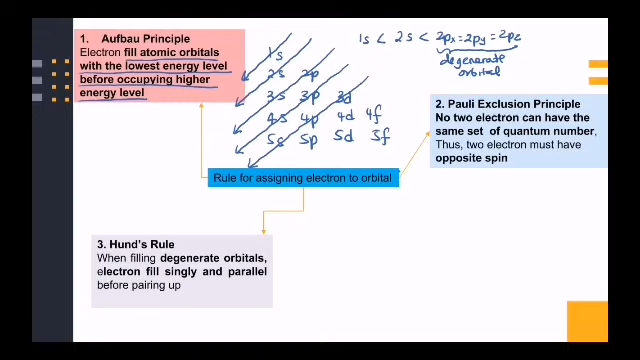 1. Aufbau Principle
Electron fill atomic orbitals
with the lowest energy level
before occupying higher
energy level
1s
2s 2p
3s 3p 3d
4s 4p 4d 4f
5s 5p 5d 5f
1s < 2s < 2px = 2py = 2pz
degenerate
orbital
2. Pauli Exclusion Principle
No two electron can have the
same set of quantum number,
Thus, two electron must have
opposite spin
Rule for assigning electron to orbital
3. Hund's Rule
When filling degenerate orbitals,
electron fill singly and parallel
before pairing up